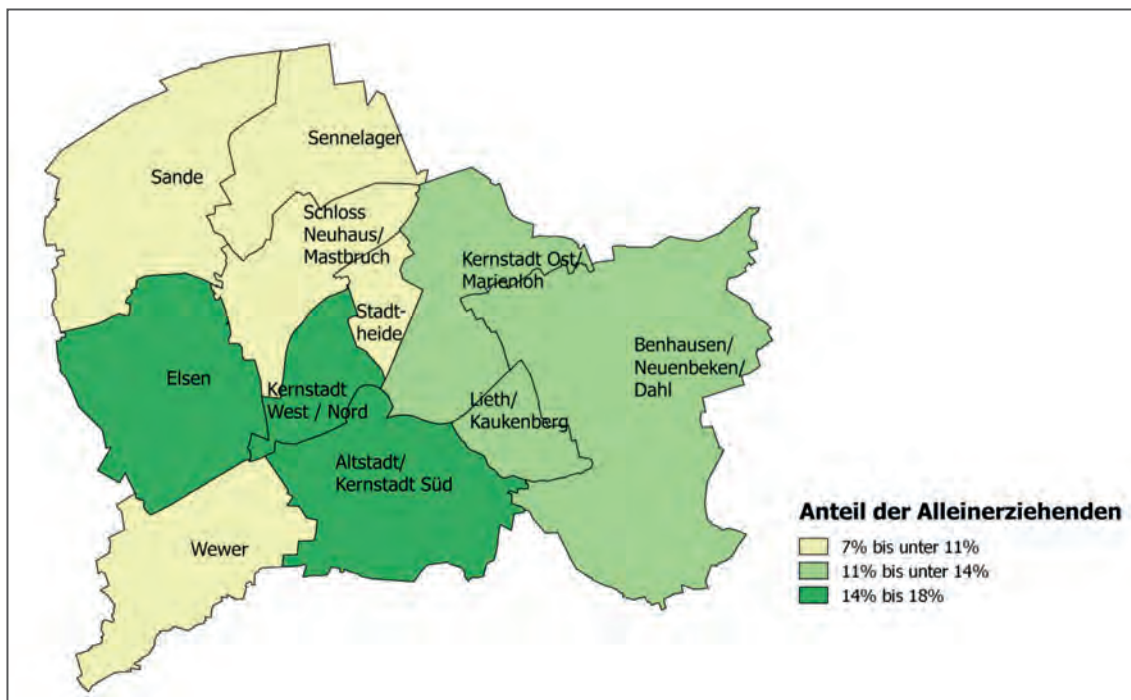 Sennelager
Sande
Schloss
Neuhaus/
Mastbruch
Kernstadt Ost/
Marienloh
Stadt-
heide
Benhausen/
Neuenbeken/
Dahl
Elsen
Kernstadt
West / Nord
Lieth/
Kaukenberg
Altstadt/
Kernstadt Süd
Wewer
Anteil der Alleinerziehenden
7% bis unter 11%
11% bis unter 14%
14% bis 18%